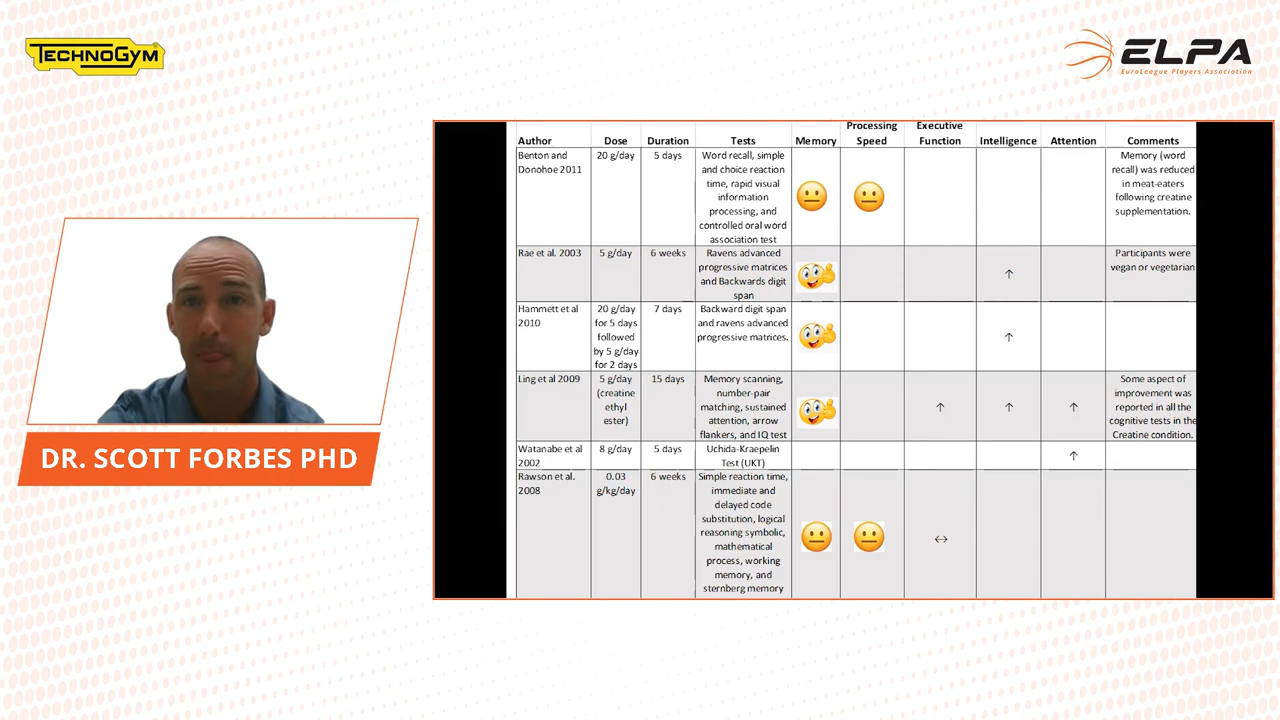 TECHNOGYM
ELPA
EuroLeague Players Association
DR. SCOTT FORBES PHD
Author Dose Duration Tests Memory Processing Speed Executive Function Intelligence Attention Comments
Benton and
Donohoe 2011
20 g/day
5 days
Word recall, simple
and choice reaction
time, rapid visual
information
processing, and
controlled oral word
association test
Memory (word
recall) was reduced
in meat-eaters
following creatine
supplementation.
Rae et al. 2003
5 g/day
6 weeks
Ravens advanced
progressive matrices
and Backwards digit
span
↑
Participants were
vegan or vegetarian
Hammett et al
2010
20 g/day
for 5 days
followed
by 5 g/day
for 2 days
7 days
Backward digit span
and ravens advanced
progressive matrices.
↑
Ling et al 2009
5 g/day
(creatine
ethyl
ester)
15 days
Memory scanning,
number-pair
matching, sustained
attention, arrow
flankers, and IQ test
↑
↑
↑
Some aspect of
improvement was
reported in all the
cognitive tests in the
Creatine condition.
Watanabe et al
2002
8 g/day
5 days
Uchida-Kraepelin
Test (UKT)
↑
Rawson et al.
2008
0.03
g/kg/day
6 weeks
Simple reaction time,
immediate and
delayed code
substitution, logical
reasoning symbolic,
mathematical
process, working
memory, and
sternberg memory
↔